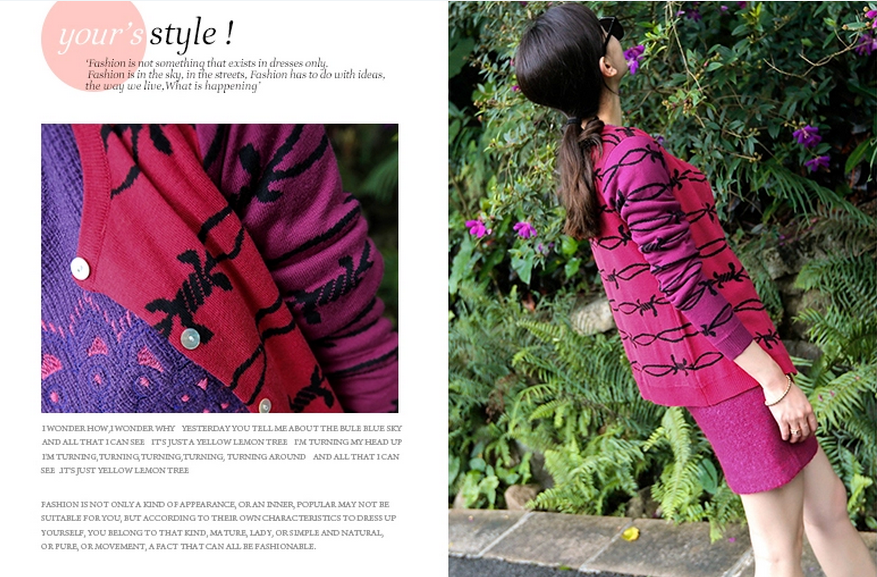 your's style !
‘Fashion is not something that exists in dresses only.
Fashion is in the sky, in the streets, Fashion has to do with ideas,
the way we live,What is happening’
I WONDER HOW,I WONDER WHY YESTERDAY YOU TELL ME ABOUT THE BULE BLUE SKY
AND ALL THAT I CAN SEE IT'S JUST A YELLOW LEMON TREE I'M TURNING MY HEAD UP
I'M TURNING,TURNING,TURNING,TURNING, TURNING AROUND AND ALL THAT I CAN
SEE .IT'S JUST YELLOW LEMON TREE
FASHION IS NOT ONLY A KIND OF APPEARANCE, OR AN INNER, POPULAR MAY NOT BE
SUITABLE FOR YOU, BUT ACCORDING TO THEIR OWN CHARACTERISTICS TO DRESS UP
YOURSELF, YOU BELONG TO THAT KIND, MATURE, LADY, OR SIMPLE AND NATURAL,
OR PURE, OR MOVEMENT, A FACT THAT CAN ALL BE FASHIONABLE.